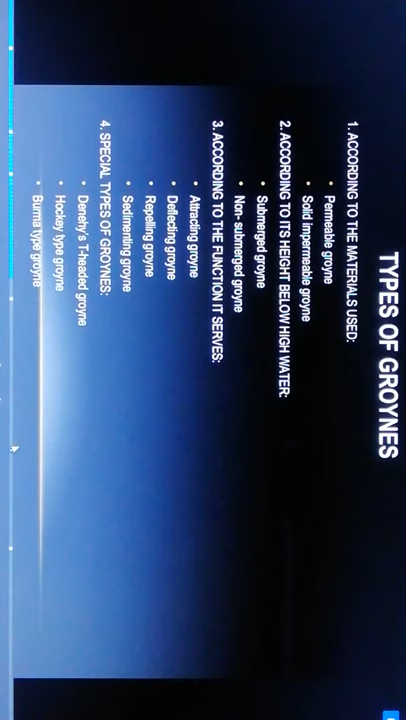 TYPES OF GROYNES
1. ACCORDING TO THE MATERIALS USED:
• Permeable groyne
• Solid impermeable groyne
2. ACCORDING TO ITS HEIGHT BELOW HIGH WATER:
• Submerged groyne
• Non- submerged groyne
3. ACCORDING TO THE FUNCTION IT SERVES:
• Attracting groyne
• Deflecting groyne
• Repelling groyne
• Sedimenting groyne
4. SPECIAL TYPES OF GROYNES:
• Denehy's T-headed groyne
• Hockey type groyne
• Burma type groyne